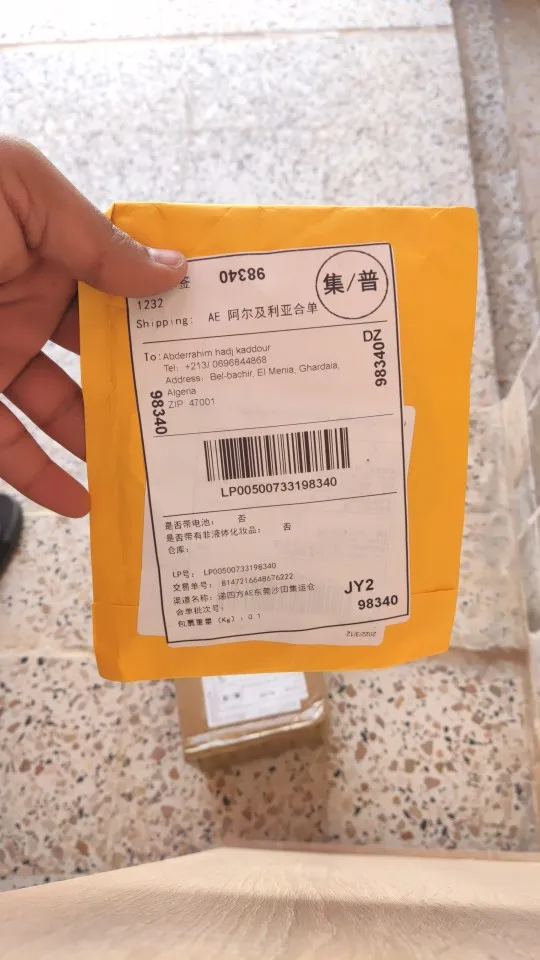 签
98340
集/普
1232
Shipping: AE 阿尔及利亚合单
DZ
98340
To: Abderrahim hadj kaddour
Tel: +213/ 0696844868
Address: Bel-bachir, El Menia, Ghardaia,
Algeria
ZIP: 47001
98340
LP00500733198340
是否带电池： 否
是否带有非液体化妆品： 否
仓库：
LP号： LP00500733198340
交易单号： 8147216648676222
渠道名称：递四方AE东莞沙田集运仓
合单批次号：
包裹重量（Kg）：0.1
JY2
98340